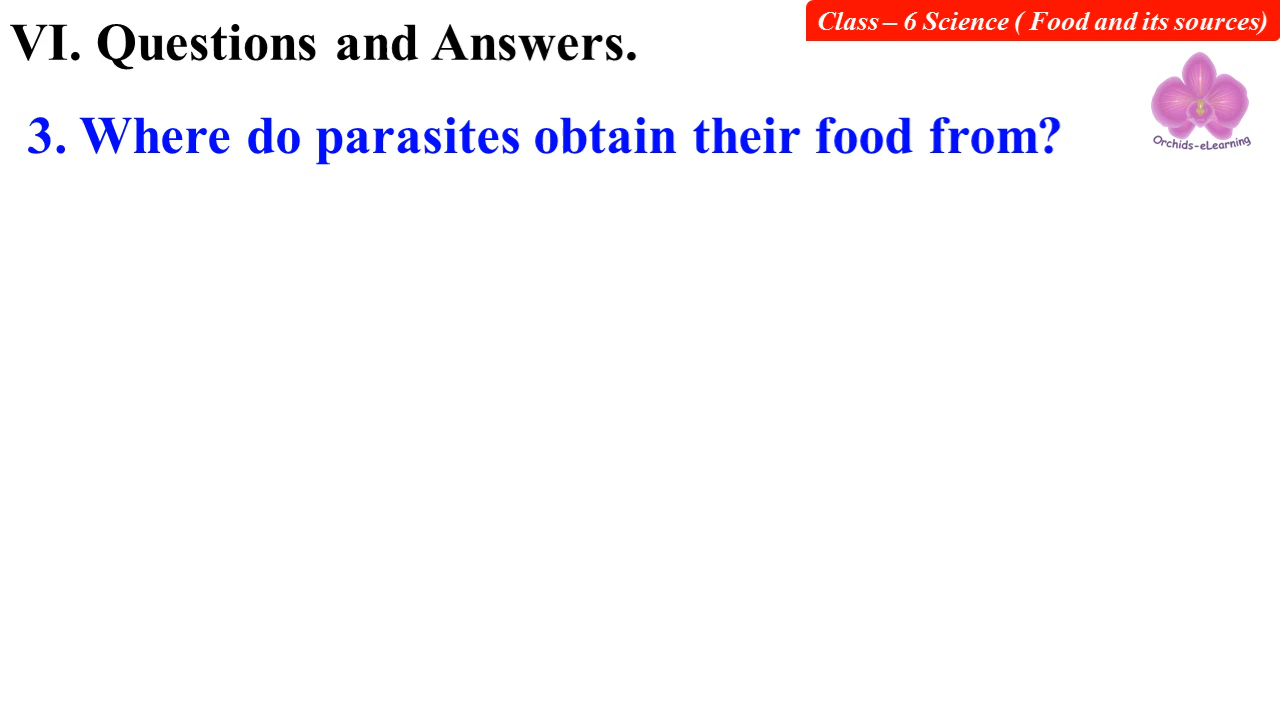 Class – 6 Science ( Food and its sources)
VI. Questions and Answers.
Orchids-eLearning
3. Where do parasites obtain their food from?